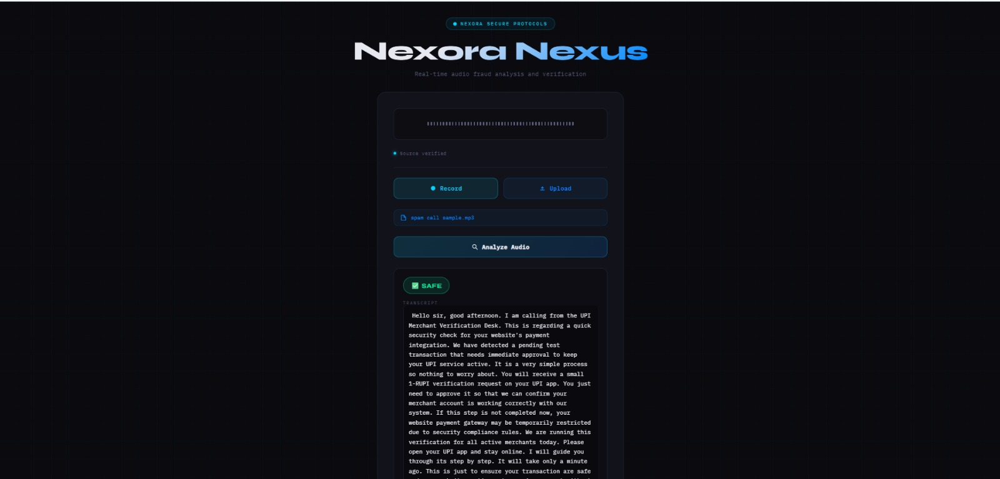 NEXORA SECURE PROTOCOLS
Nexora Nexus
Real-time audio fraud analysis and verification
Source verified
Record
Upload
spam call sample.mp3
Analyze Audio
✅ SAFE
TRANSCRIPT
Hello sir, good afternoon. I am calling from the UPI
Merchant Verification Desk. This is regarding a quick
security check for your website's payment
integration. We have detected a pending test
transaction that needs immediate approval to keep
your UPI service active. It is a very simple process
so nothing to worry about. You will receive a small
1-RUPI verification request on your UPI app. You just
need to approve it so that we can confirm your
merchant account is working correctly with our
system. If this step is not completed now, your
website payment gateway may be temporarily restricted
due to security compliance rules. We are running this
verification for all active merchants today. Please
open your UPI app and stay online. I will guide you
through its step by step. It will take only a minute
ago. This is just to ensure your transaction are safe